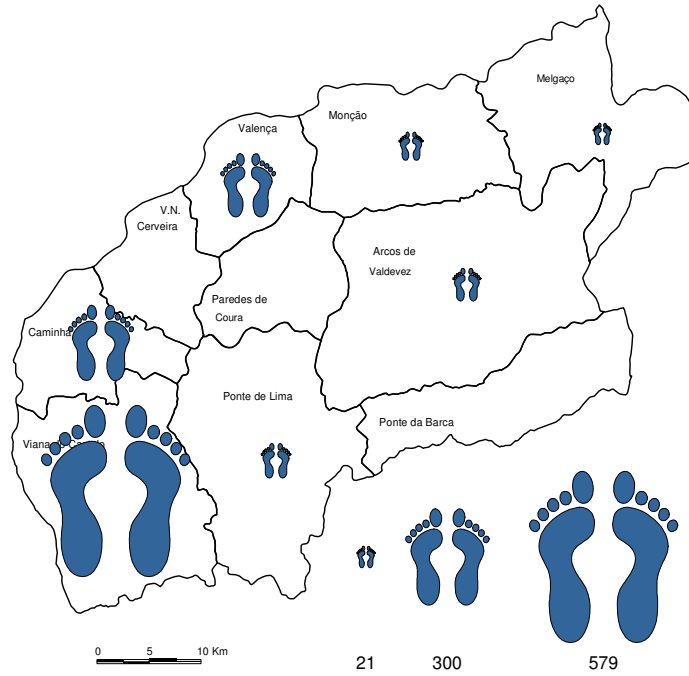 Melgaço
Monção
Valença
V.N.
Cerveira
Arcos de
Valdevez
Paredes de
Coura
Caminha
Ponte de Lima
Ponte da Barca
Viana
0 5 10 Km
21 300 579